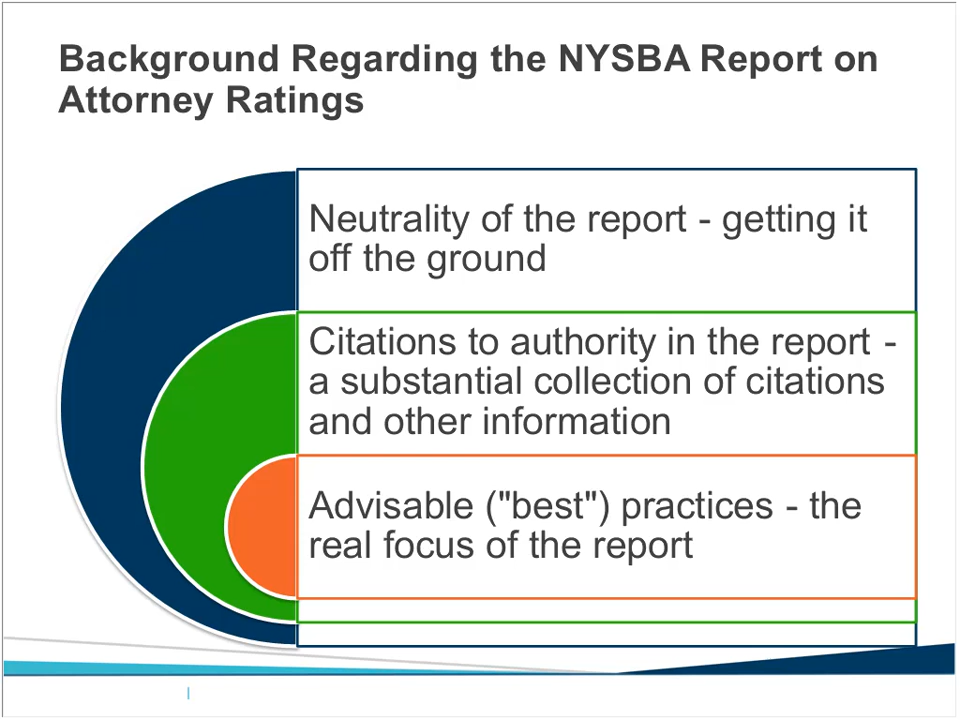 Background Regarding the NYSBA Report on
Attorney Ratings
Neutrality of the report - getting it
off the ground
Citations to authority in the report -
a substantial collection of citations
and other information
Advisable ("best") practices - the
real focus of the report